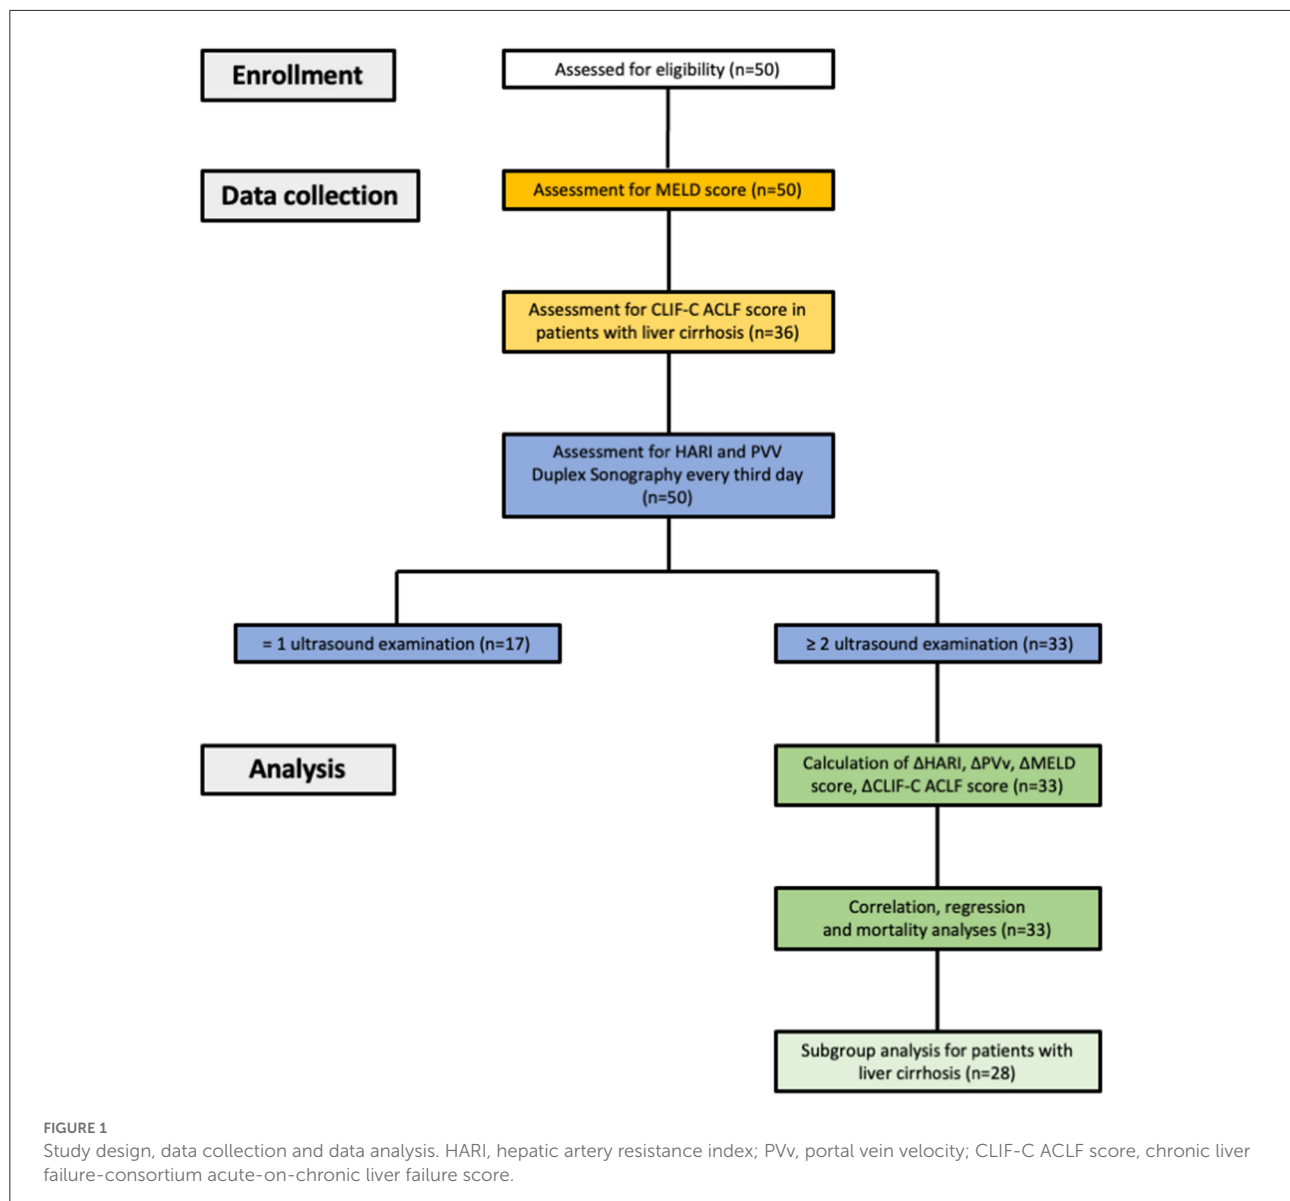 Enrollment
Assessed for eligibility (n=50)
Data collection
Assessment for MELD score (n=50)
Assessment for CLIF-C ACLF score in
patients with liver cirrhosis (n=36)
Assessment for HARI and PVV
Duplex Sonography every third day
(n=50)
= 1 ultrasound examination (n=17)
≥ 2 ultrasound examination (n=33)
Analysis
Calculation of ΔHARI, ΔPVv, ΔMELD
score, ΔCLIF-C ACLF score (n=33)
Correlation, regression
and mortality analyses (n=33)
Subgroup analysis for patients with
liver cirrhosis (n=28)
FIGURE 1
Study design, data collection and data analysis. HARI, hepatic artery resistance index; PVv, portal vein velocity; CLIF-C ACLF score, chronic liver
failure-consortium acute-on-chronic liver failure score.